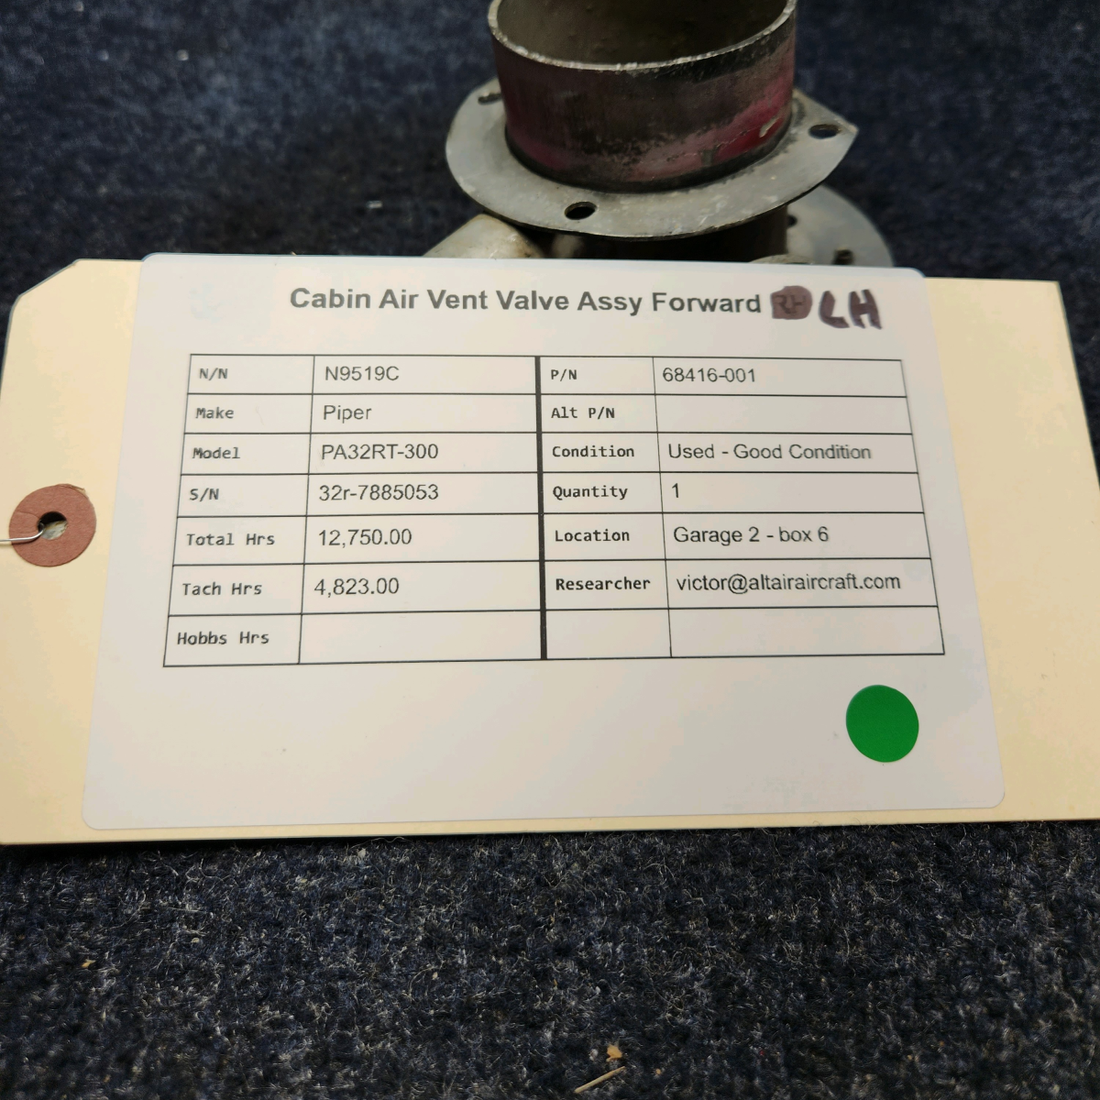 Cabin Air Vent Valve Assy Forward RH LH
N/N N9519C P/N 68416-001
Make Piper Alt P/N
Model PA32RT-300 Condition Used - Good Condition
S/N 32r-7885053 Quantity 1
Total Hrs 12,750.00 Location Garage 2 - box 6
Tach Hrs 4,823.00 Researcher victor@altairaircraft.com
Hobbs Hrs